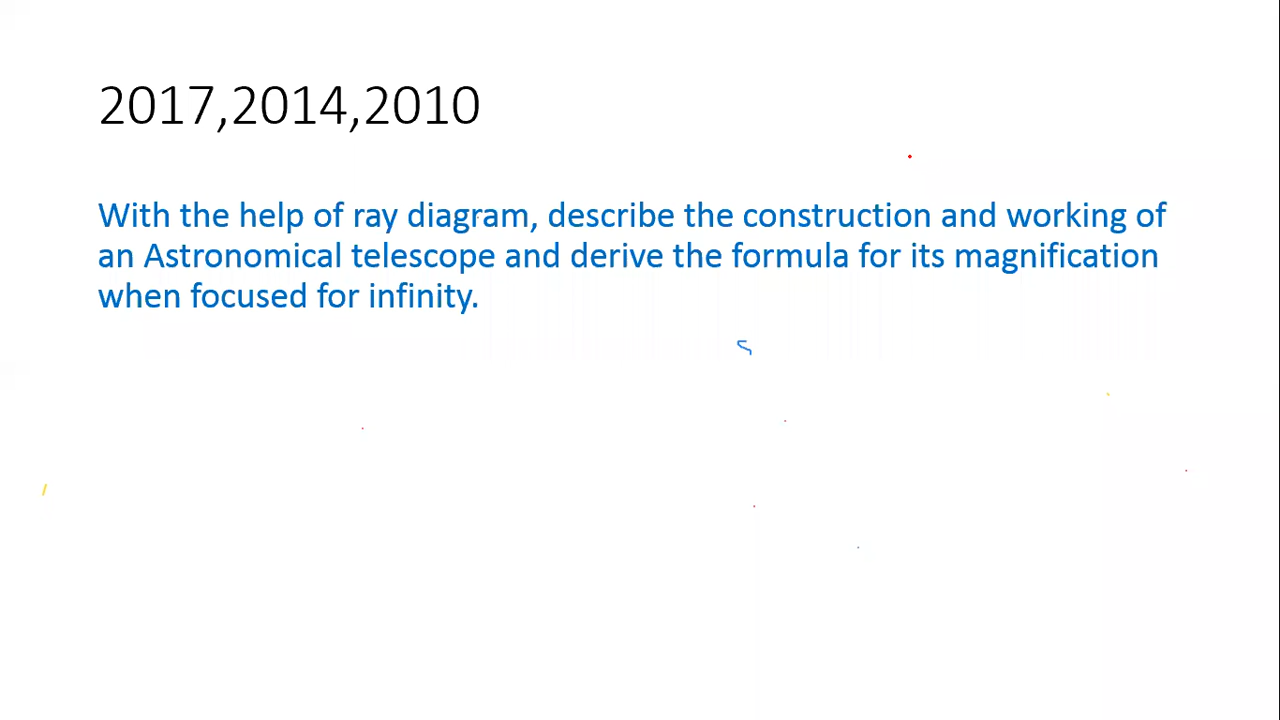 2017,2014,2010
With the help of ray diagram, describe the construction and working of
an Astronomical telescope and derive the formula for its magnification
when focused for infinity.